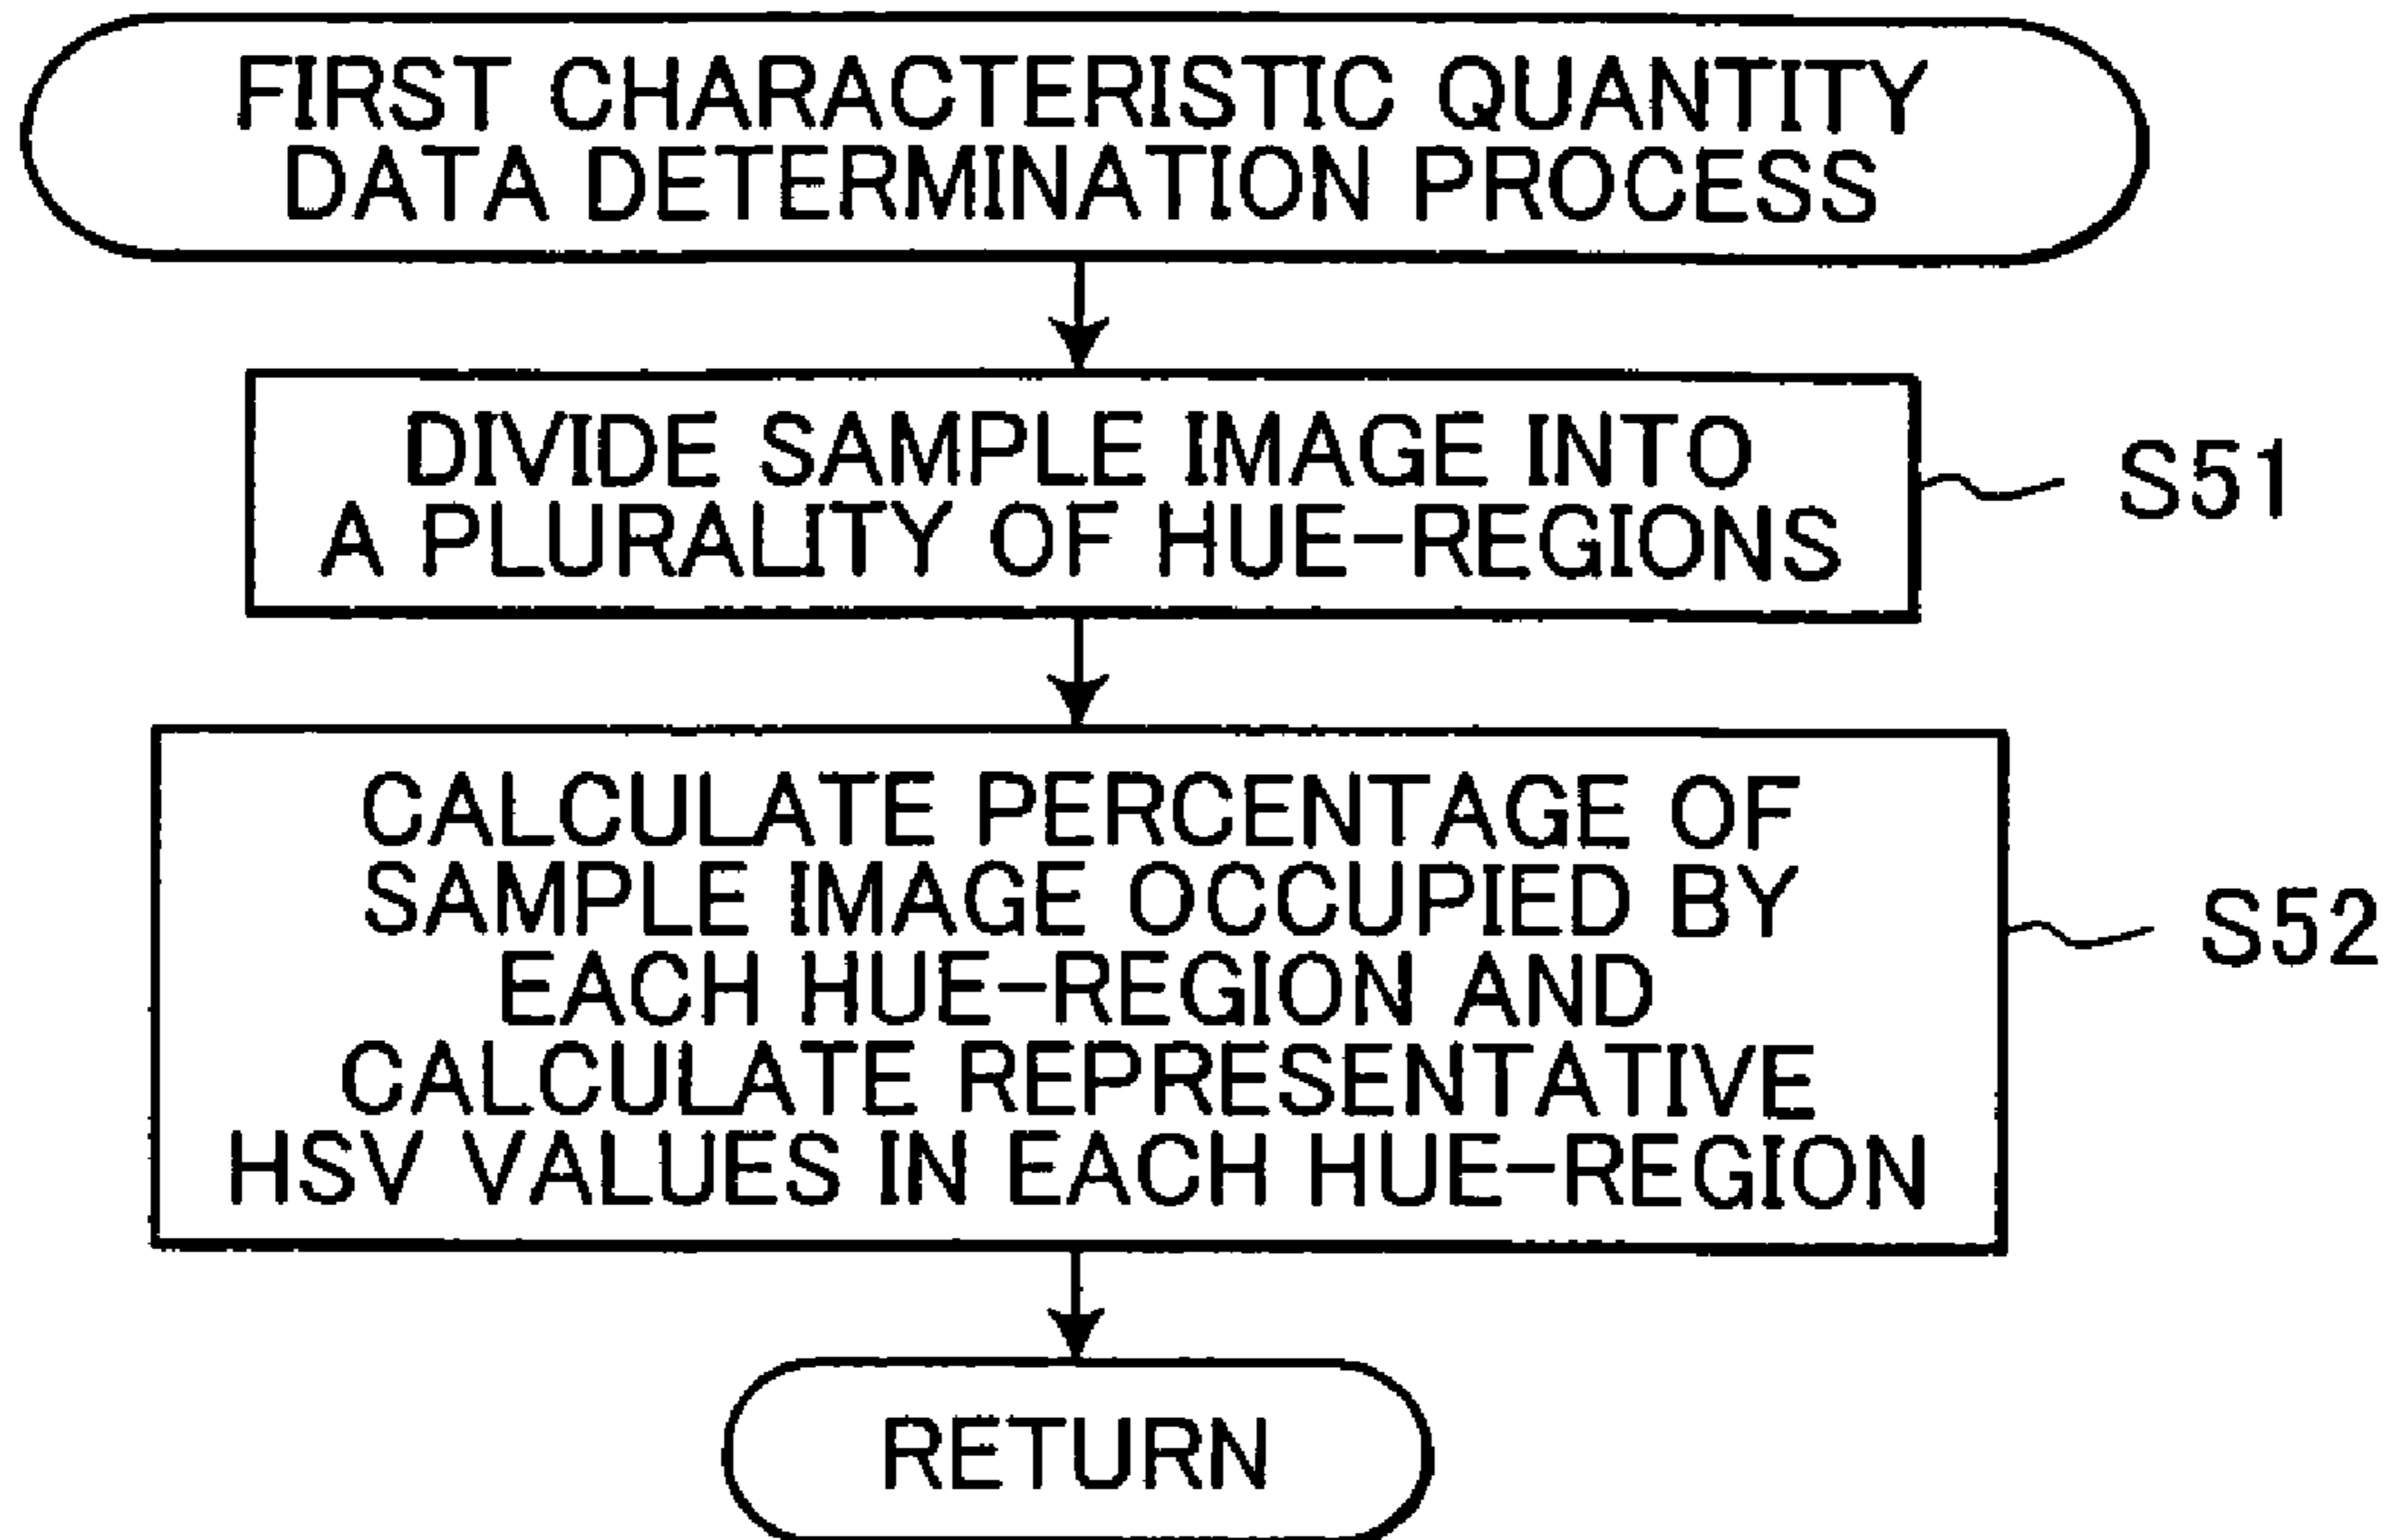 FIRST CHARACTERISTIC QUANTITY
DATA DETERMINATION PROCESS
DIVIDE SAMPLE IMAGE INTO
A PLURALITY OF HUE-REGIONS
S51
CALCULATE PERCENTAGE OF
SAMPLE IMAGE OCCUPIED BY
EACH HUE-REGION AND
CALCULATE REPRESENTATIVE
HSV VALUES IN EACH HUE-REGION
S52
RETURN